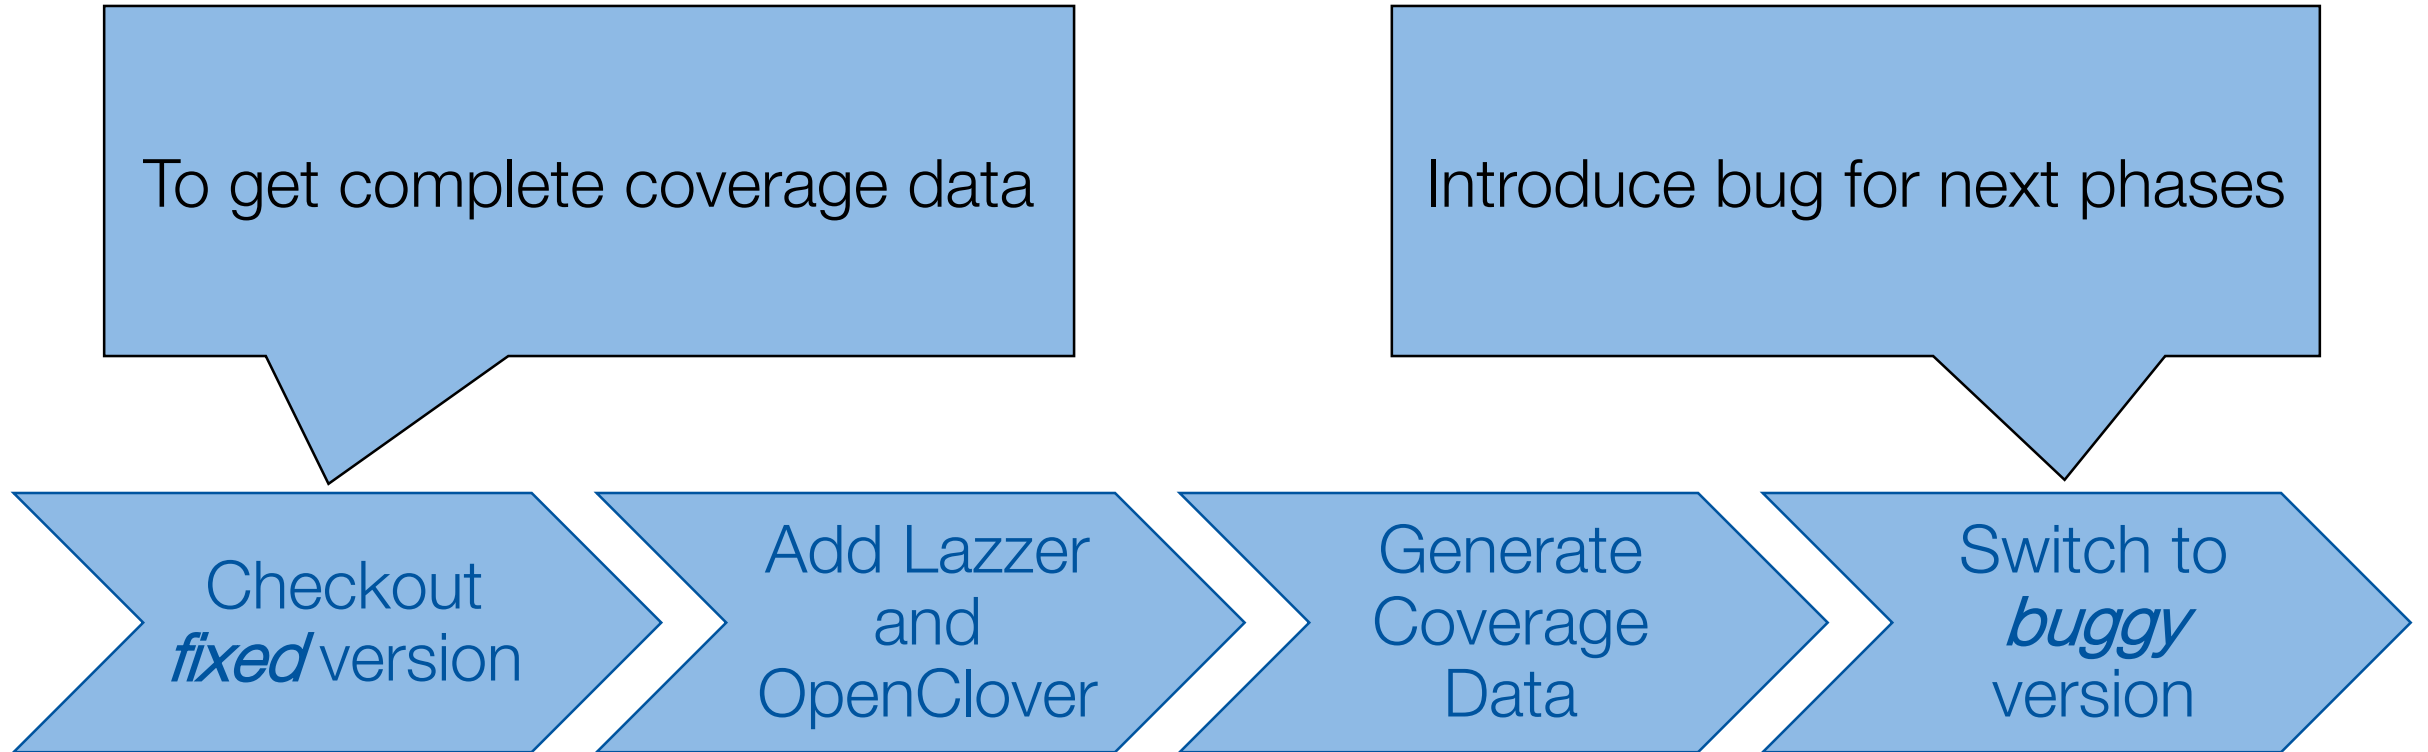 To get complete coverage data
Introduce bug for next phases
Checkout
fixed version
Add Lazzer
and
OpenClover
Generate
Coverage
Data
Switch to
buggy
version